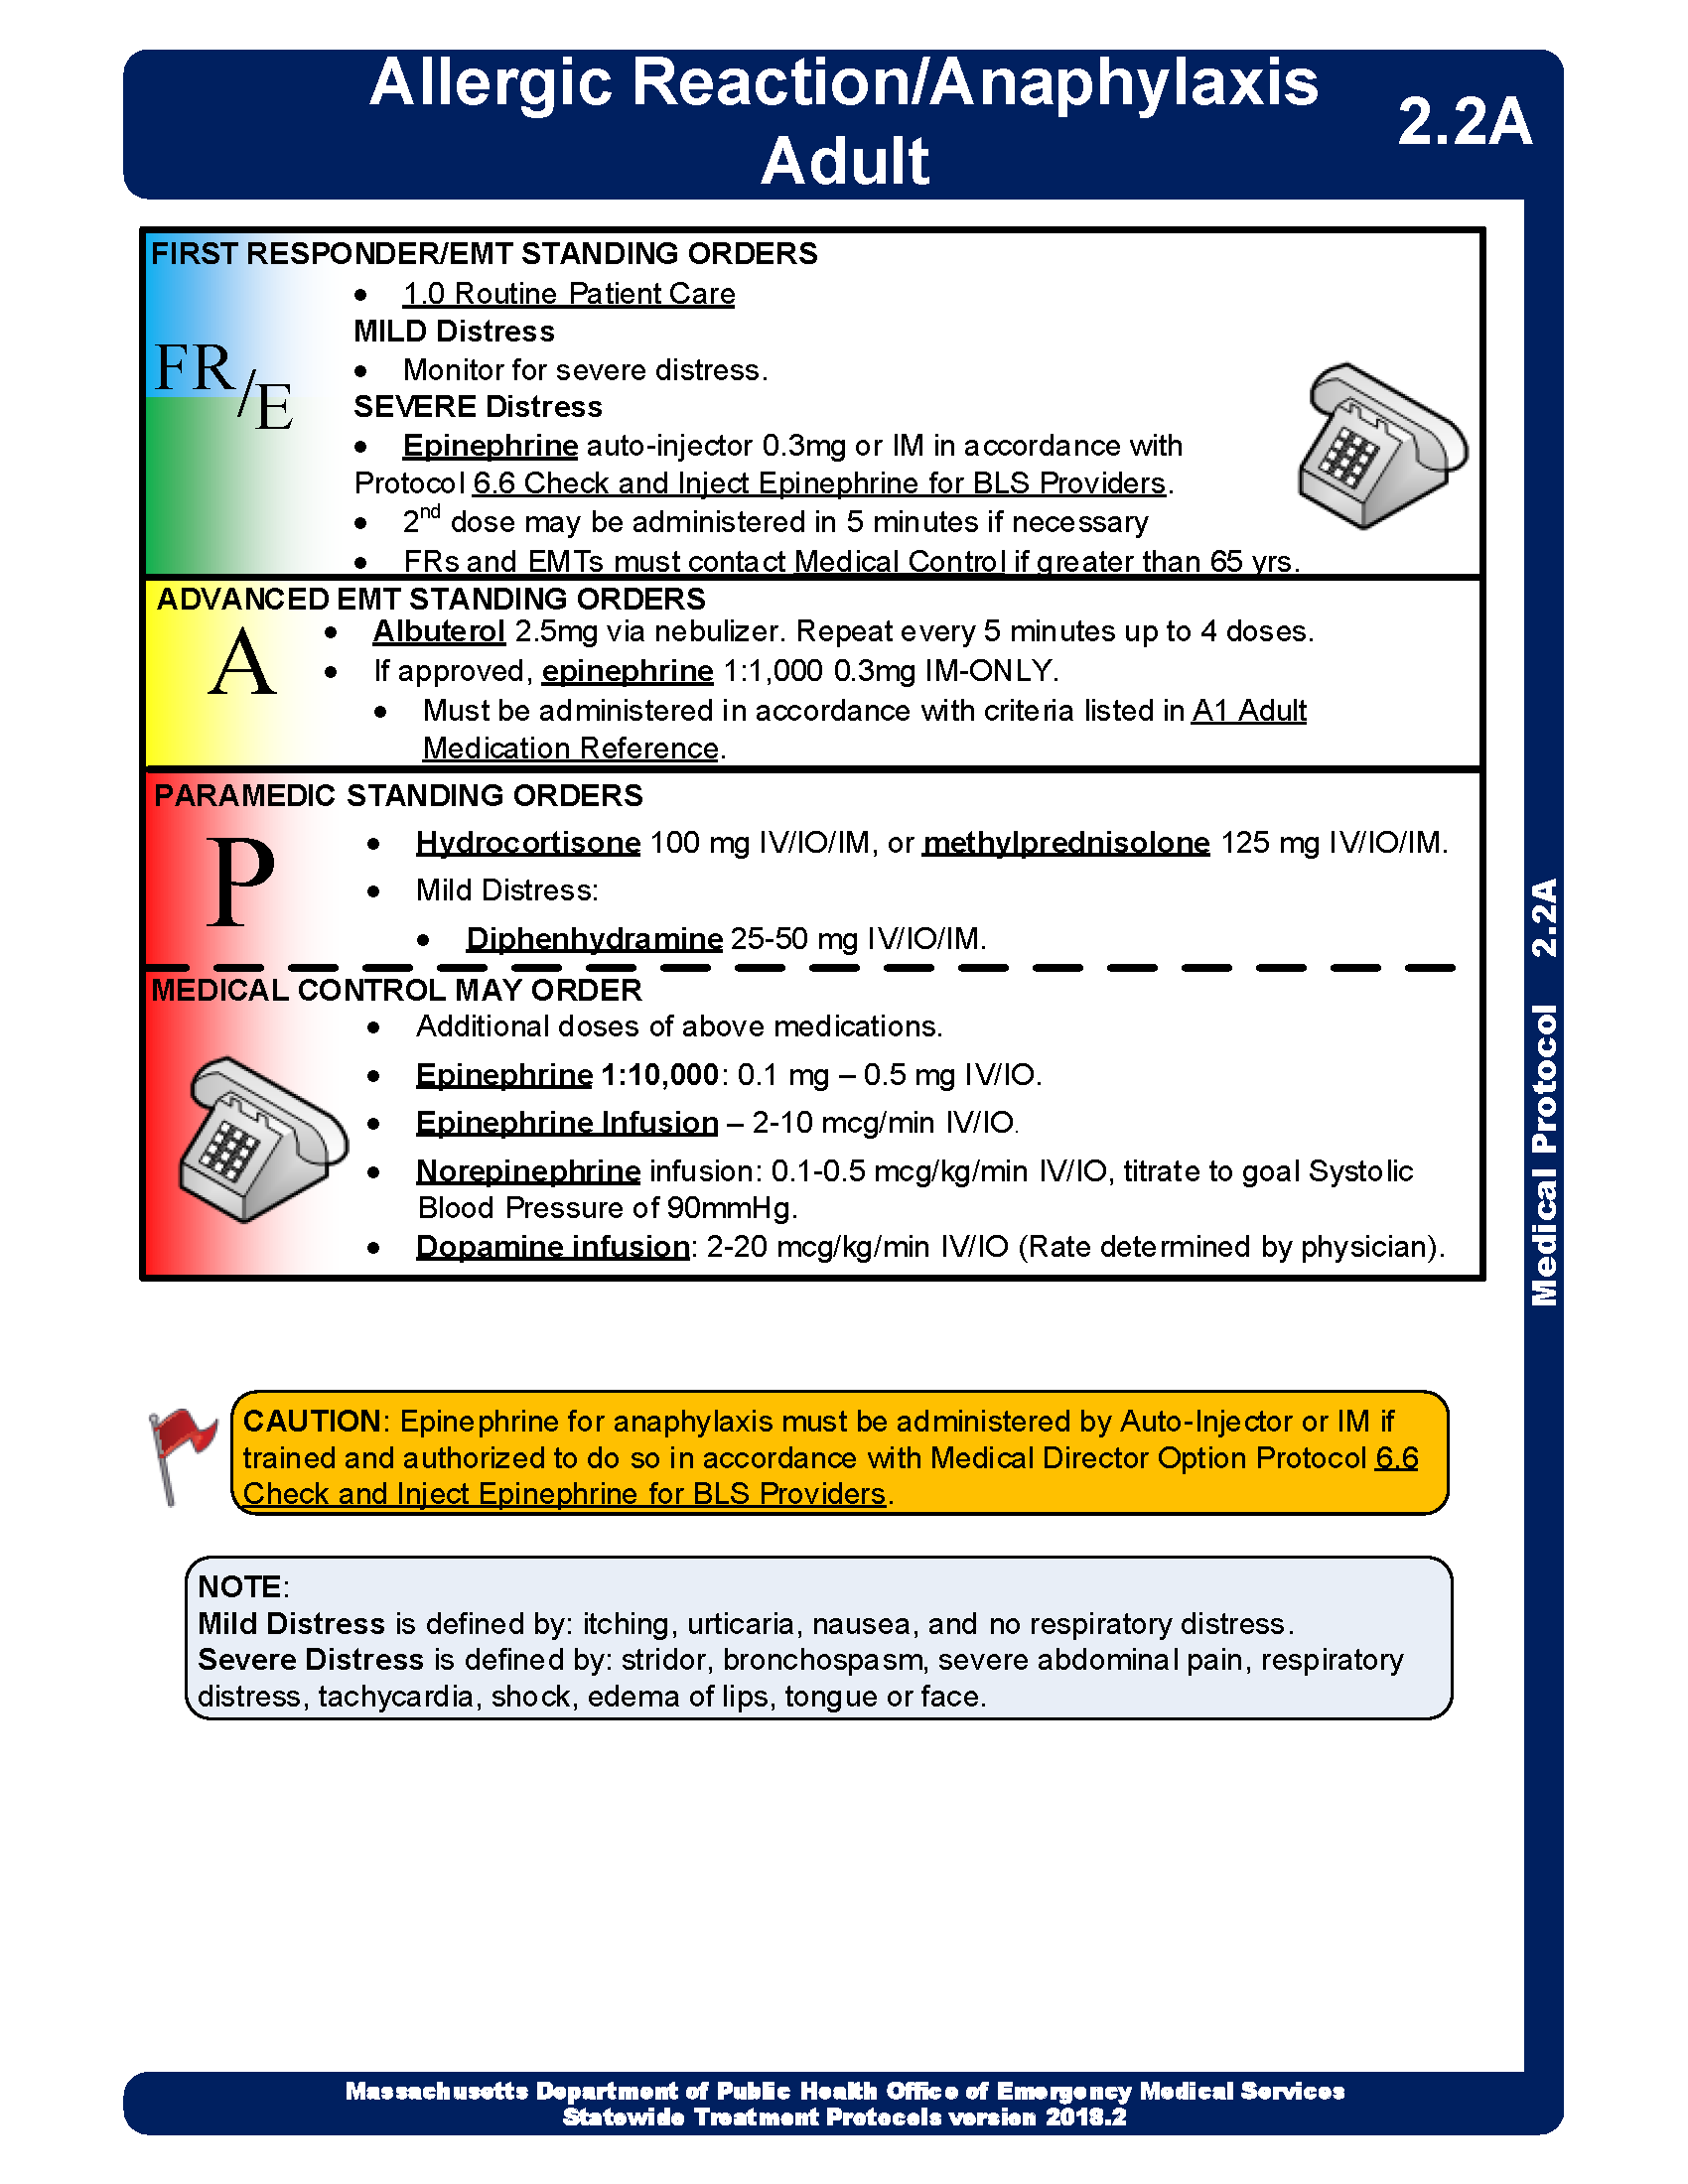 Allergic Reaction/Anaphylaxis
Adult
2.2A
FIRST RESPONDER/EMT STANDING ORDERS
FR/E
• 1.0 Routine Patient Care
MILD Distress
• Monitor for severe distress.
SEVERE Distress
• Epinephrine auto-injector 0.3mg or IM in accordance with
Protocol 6.6 Check and Inject Epinephrine for BLS Providers.
• 2nd dose may be administered in 5 minutes if necessary
• FRs and EMTs must contact Medical Control if greater than 65 yrs.
ADVANCED EMT STANDING ORDERS
A
• Albuterol 2.5mg via nebulizer. Repeat every 5 minutes up to 4 doses.
• If approved, epinephrine 1:1,000 0.3mg IM-ONLY.
• Must be administered in accordance with criteria listed in A1 Adult
Medication Reference.
PARAMEDIC STANDING ORDERS
P
• Hydrocortisone 100 mg IV/IO/IM, or methylprednisolone 125 mg IV/IO/IM.
• Mild Distress:
• Diphenhydramine 25-50 mg IV/IO/IM.
MEDICAL CONTROL MAY ORDER
• Additional doses of above medications.
• Epinephrine 1:10,000: 0.1 mg – 0.5 mg IV/IO.
• Epinephrine Infusion – 2-10 mcg/min IV/IO.
• Norepinephrine infusion: 0.1-0.5 mcg/kg/min IV/IO, titrate to goal Systolic
Blood Pressure of 90mmHg.
• Dopamine infusion: 2-20 mcg/kg/min IV/IO (Rate determined by physician).
Medical Protocol 2.2A
CAUTION: Epinephrine for anaphylaxis must be administered by Auto-Injector or IM if
trained and authorized to do so in accordance with Medical Director Option Protocol 6.6
Check and Inject Epinephrine for BLS Providers.
NOTE:
Mild Distress is defined by: itching, urticaria, nausea, and no respiratory distress.
Severe Distress is defined by: stridor, bronchospasm, severe abdominal pain, respiratory
distress, tachycardia, shock, edema of lips, tongue or face.
Massachusetts Department of Public Health Office of Emergency Medical Services
Statewide Treatment Protocols version 2018.2